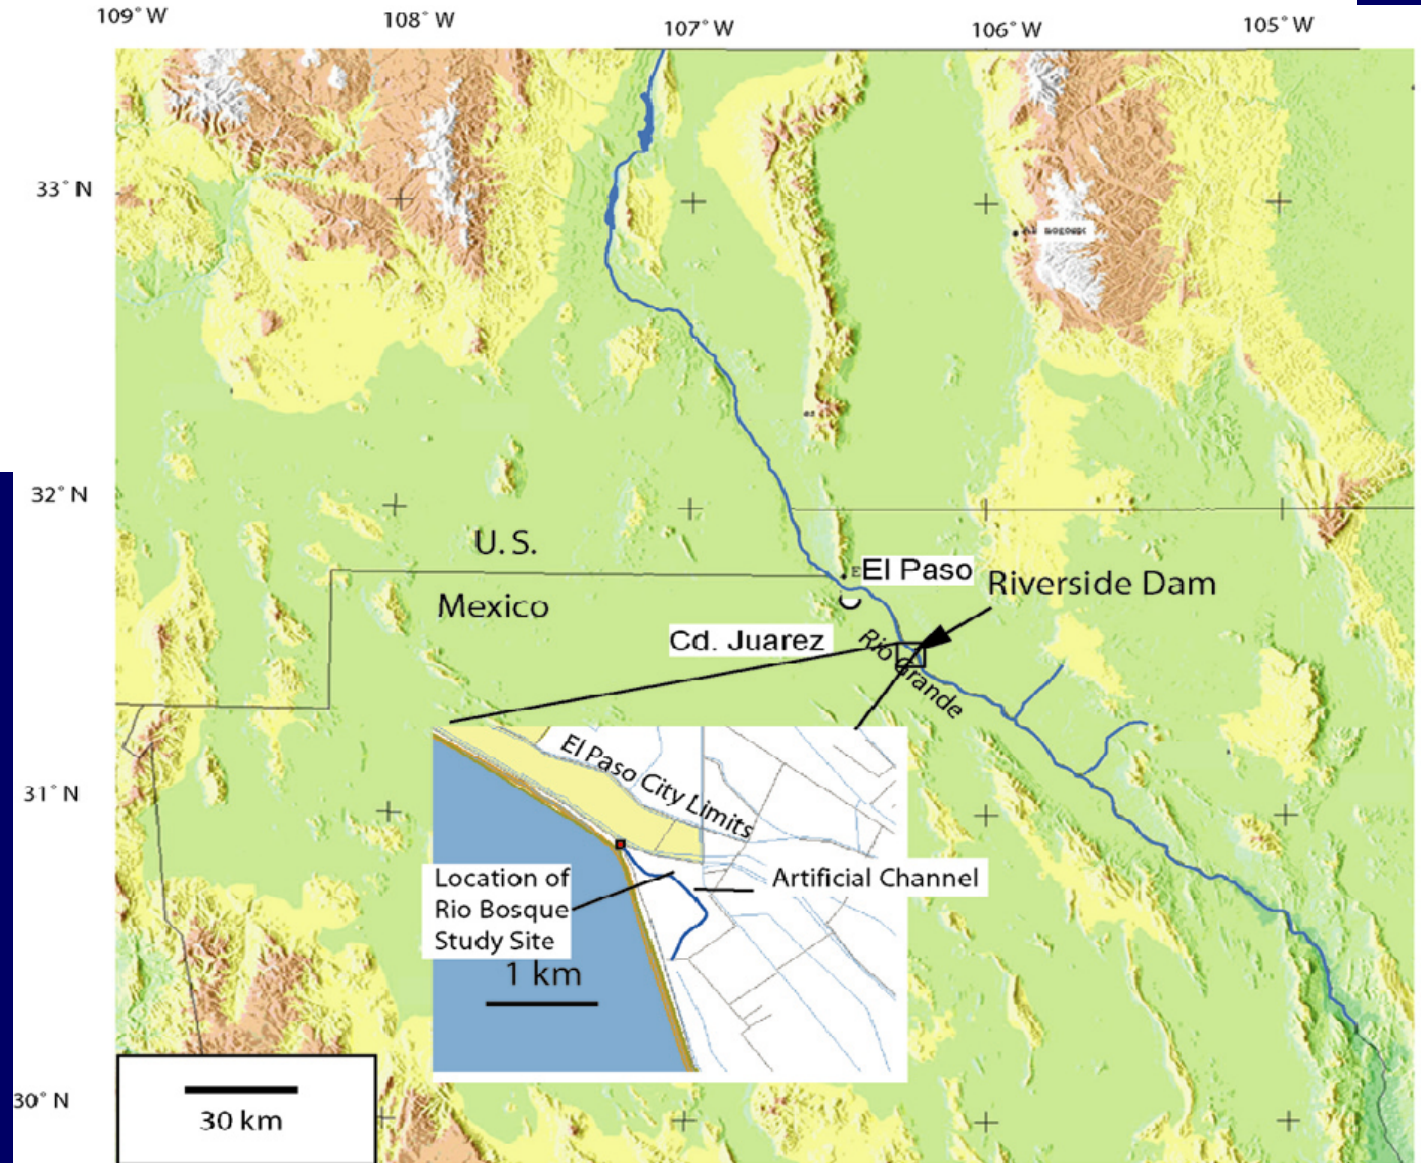 109° W
108° W
107° W
106° W
105° W
33° N
32° N
U. S.
El Paso
Riverside Dam
Mexico
Cd. Juarez
Rio Grande
31° N
El Paso City Limits
Location of
Rio Bosque
Study Site
Artificial Channel
1 km
30° N
30 km